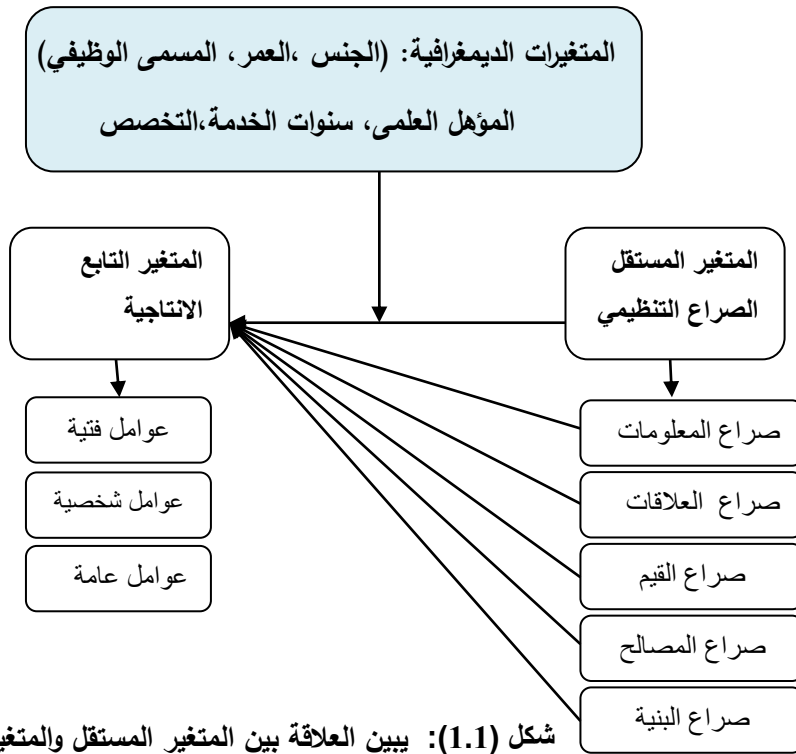 المتغيرات الديمغرافية: (الجنس ،العمر، المسمى الوظيفي)
المؤهل العلمى، سنوات الخدمة،التخصص
المتغير المستقل
الصراع التنظيمي
المتغير التابع
الانتاجية
صراع المعلومات
صراع العلاقات
صراع القيم
صراع المصالح
صراع البنية
عوامل فتية
عوامل شخصية
عوامل عامة
شكل (1.1): يبين العلاقة بين المتغير المستقل